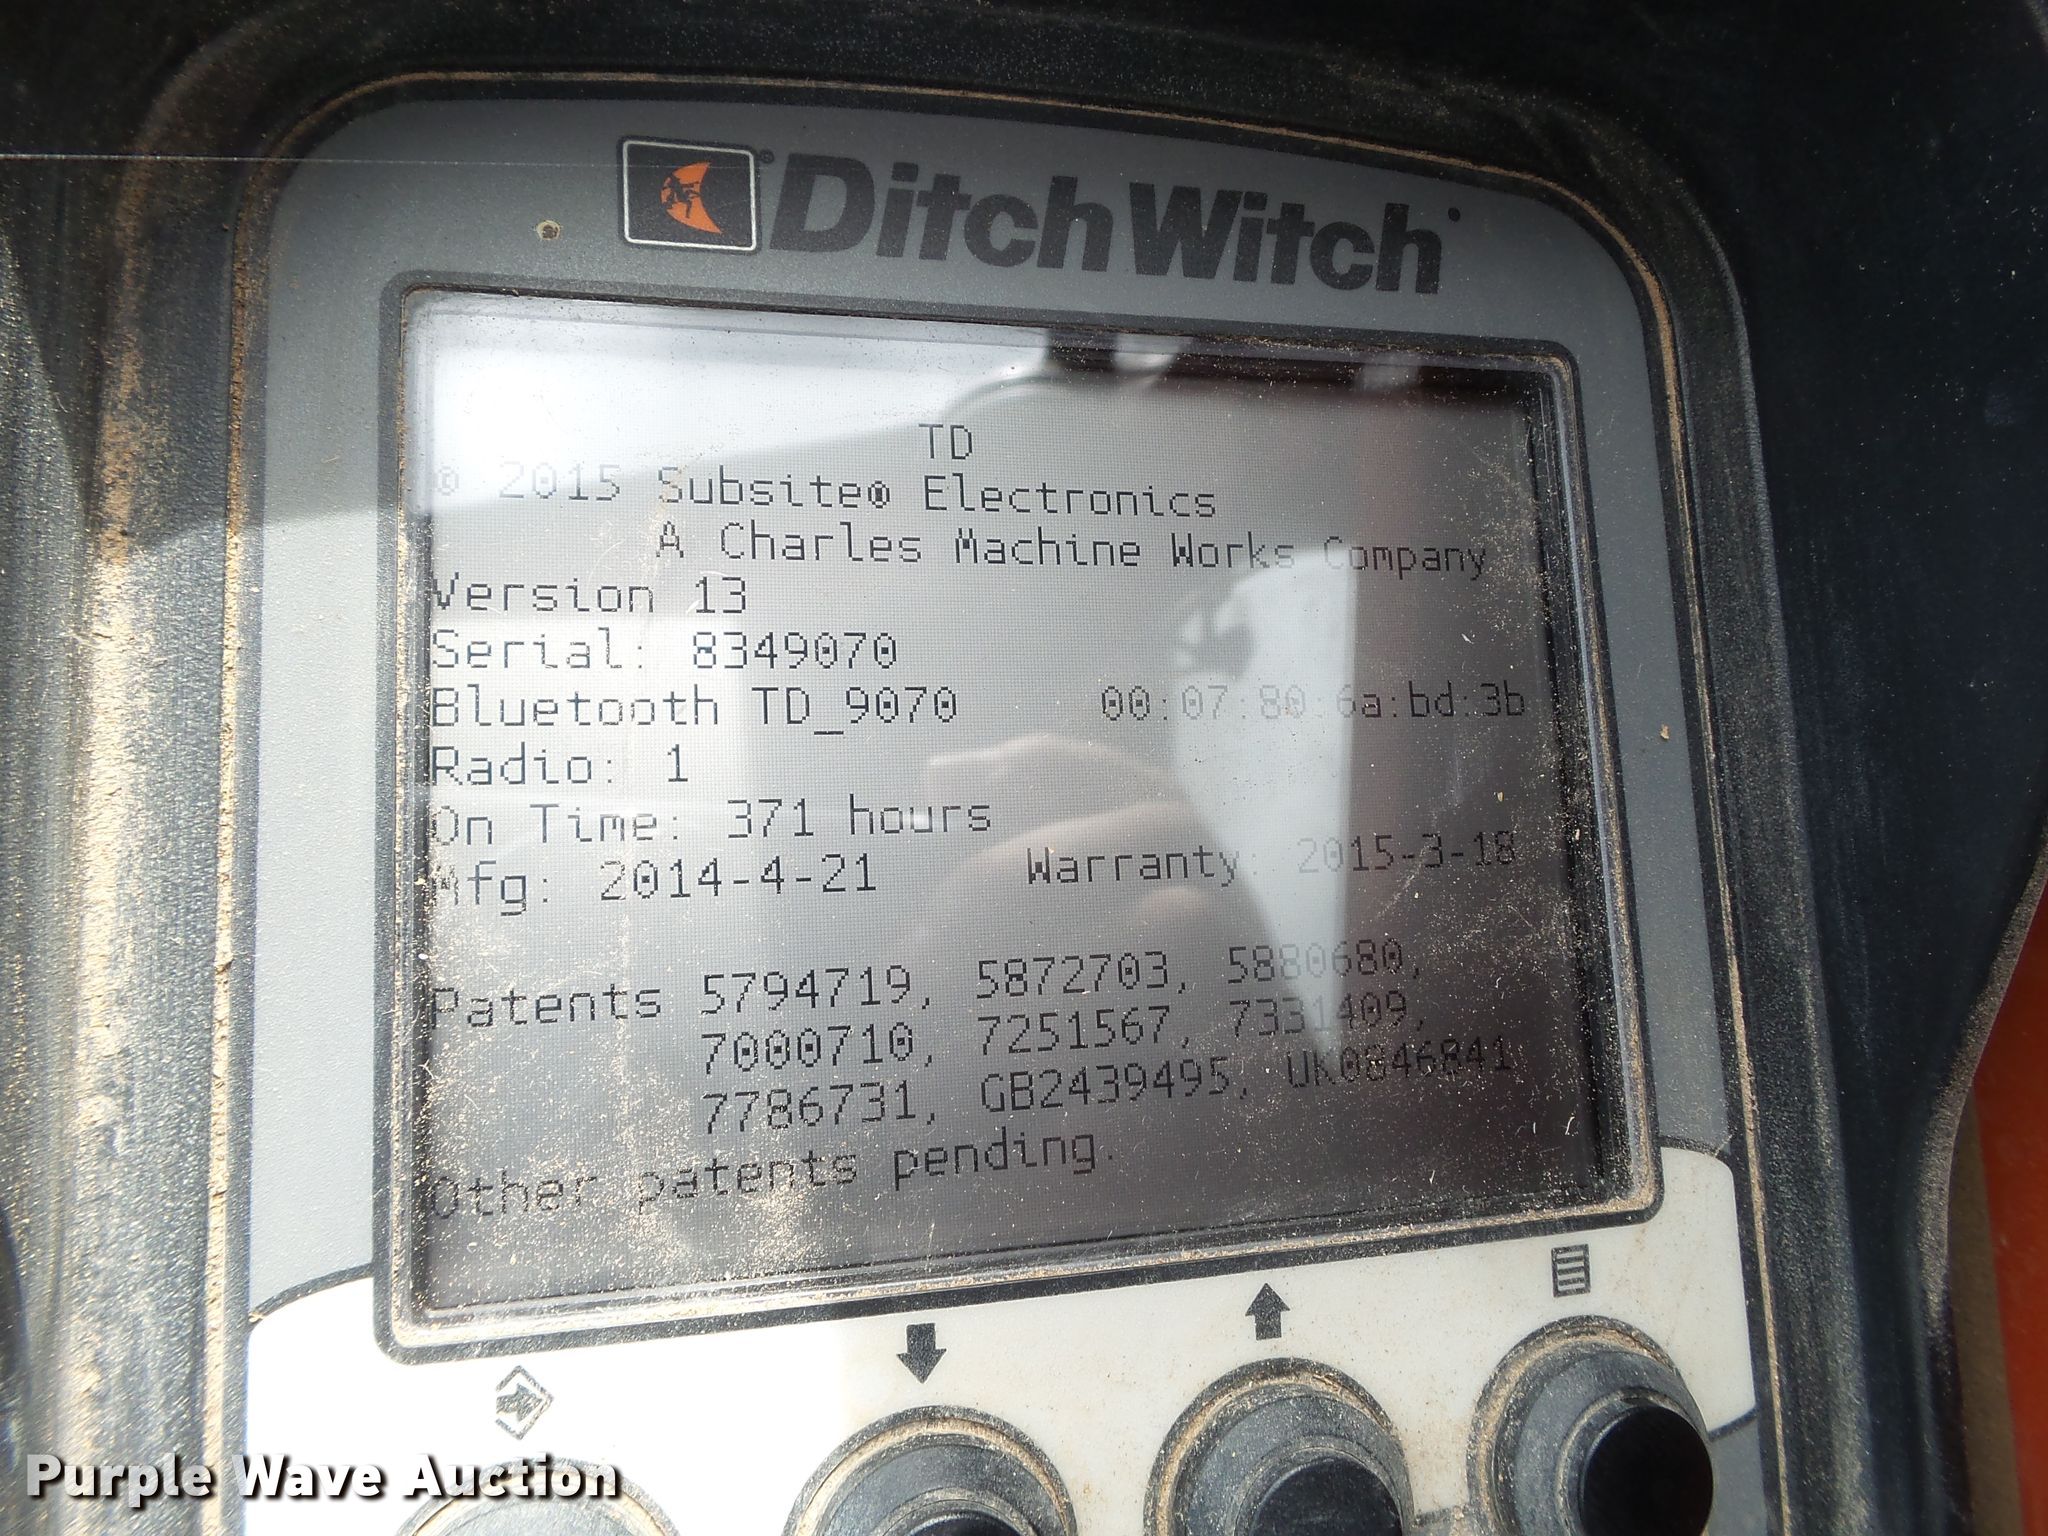 DitchWitch®
TD
© 2015 Subsite® Electronics
A Charles Machine Works Company
Version 13
Serial: 8349070
Bluetooth TD_9070 00:07:80:6a:bd:3b
Radio: 1
On Time: 371 hours
Mfg: 2014-4-21 Warranty: 2015-3-18
Patents 5794719, 5872703, 5880680,
7000710, 7251567, 7331409,
7786731, GB2439495, UK0846841
Other patents pending.
Purple Wave Auction